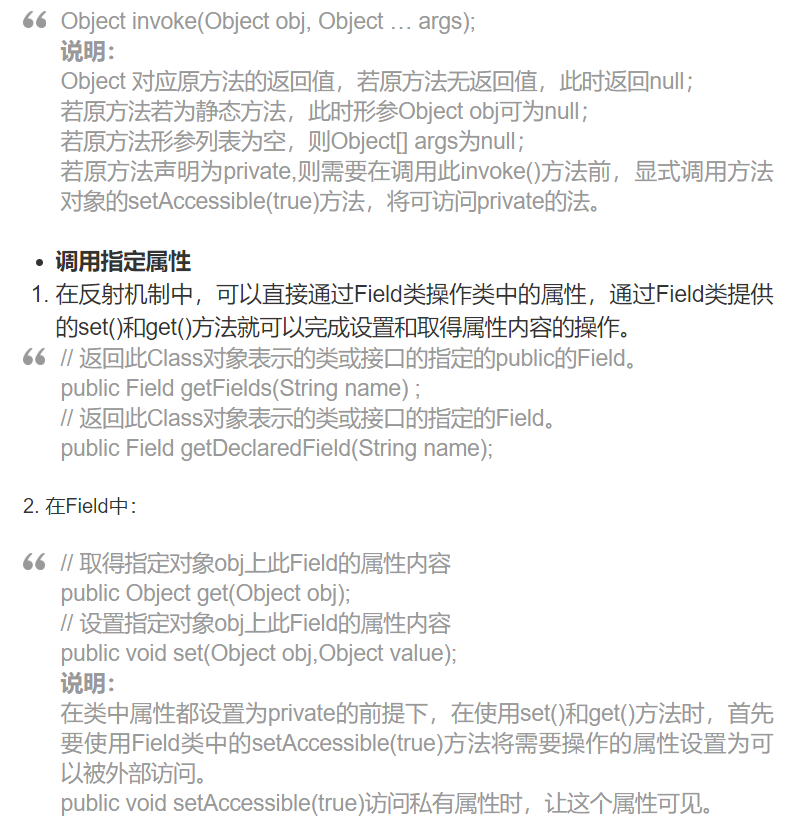 Object invoke(Object obj, Object … args);
说明：
Object 对应原方法的返回值，若原方法无返回值，此时返回null；
若原方法若为静态方法，此时形参Object obj可为null；
若原方法形参列表为空，则Object[] args为null；
若原方法声明为private,则需要在调用此invoke()方法前，显式调用方法
对象的setAccessible(true)方法，将可访问private的法。
• 调用指定属性
1. 在反射机制中，可以直接通过Field类操作类中的属性，通过Field类提供
的set()和get()方法就可以完成设置和取得属性内容的操作。
// 返回此Class对象表示的类或接口的指定的public的Field。
public Field getFields(String name) ;
// 返回此Class对象表示的类或接口的指定的Field。
public Field getDeclaredField(String name);
2. 在Field中：
// 取得指定对象obj上此Field的属性内容
public Object get(Object obj);
// 设置指定对象obj上此Field的属性内容
public void set(Object obj,Object value);
说明：
在类中属性都设置为private的前提下，在使用set()和get()方法时，首先
要使用Field类中的setAccessible(true)方法将需要操作的属性设置为可
以被外部访问。
public void setAccessible(true)访问私有属性时，让这个属性可见。